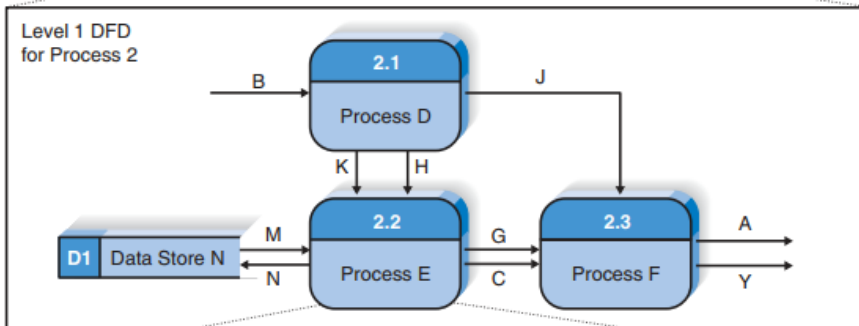 Level 1 DFD
for Process 2
2.1
B
J
Process D
K
H
2.2
2.3
M
G
A
D1
Data Store N
Process E
Process F
N
C
Y